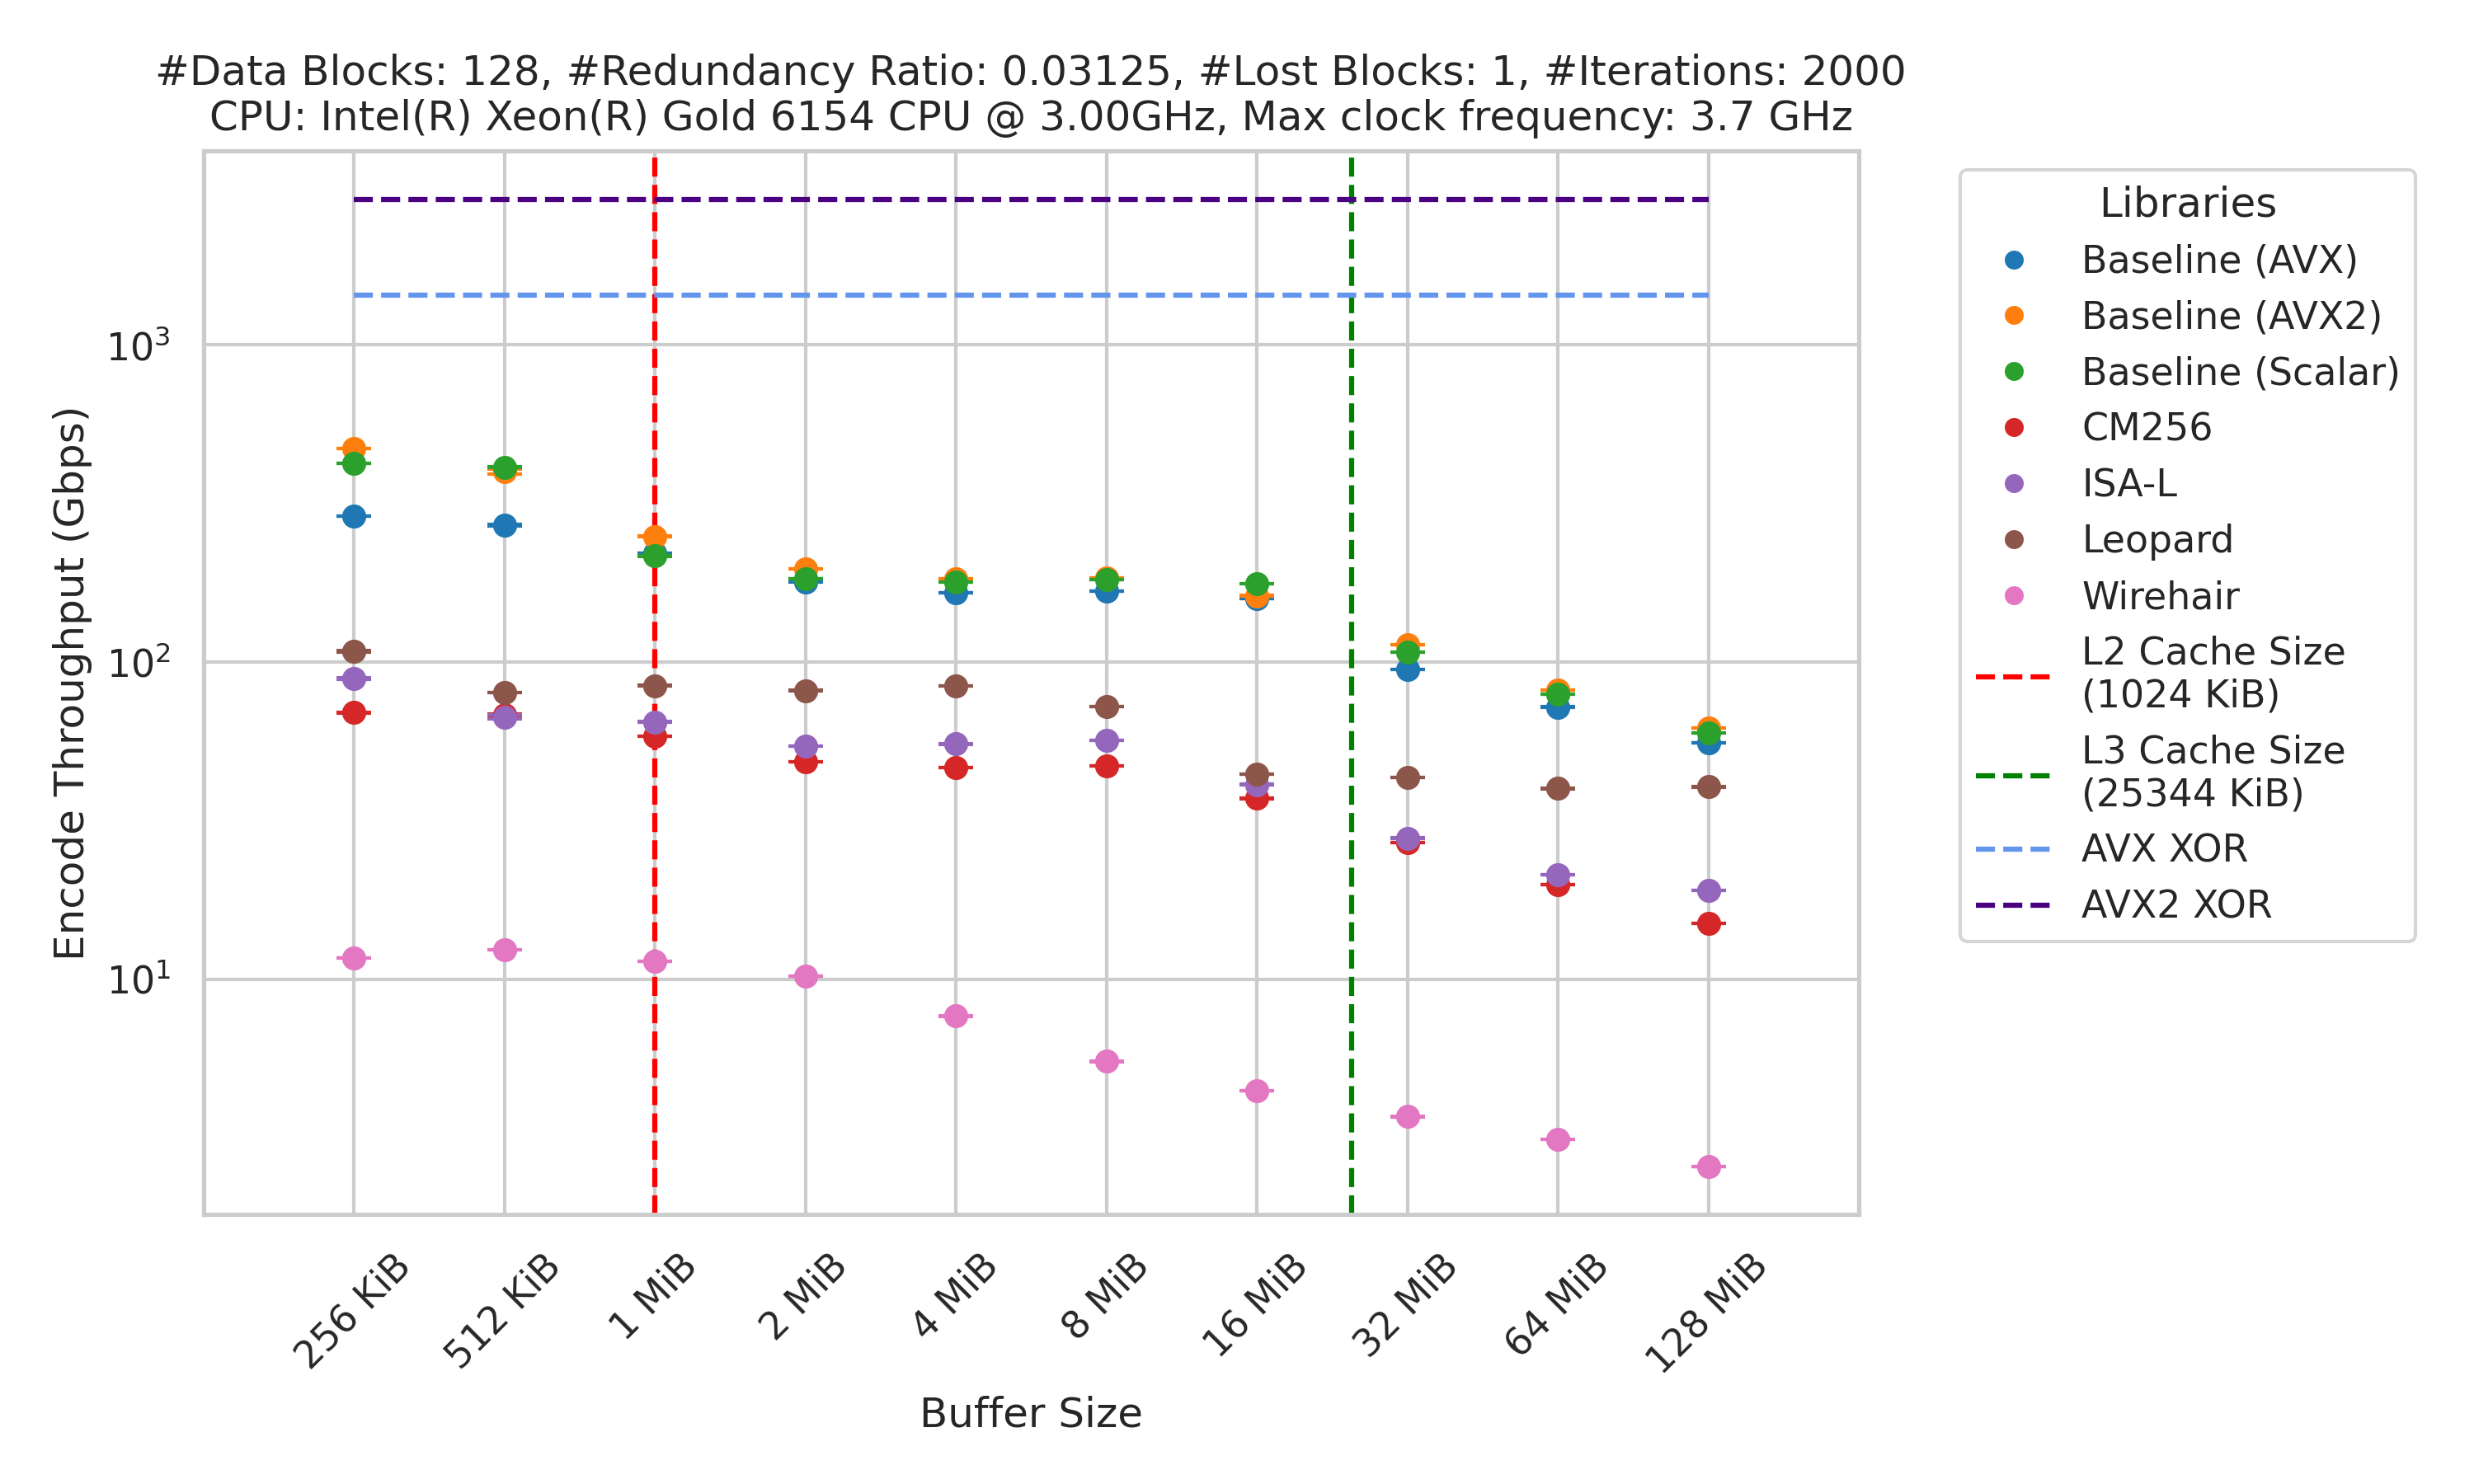 #Data Blocks: 128, #Redundancy Ratio: 0.03125, #Lost Blocks: 1, #Iterations: 2000
CPU: Intel(R) Xeon(R) Gold 6154 CPU @ 3.00GHz, Max clock frequency: 3.7 GHz
Encode Throughput (Gbps)
10³
10²
10¹
256 KiB
512 KiB
1 MiB
2 MiB
4 MiB
8 MiB
16 MiB
32 MiB
64 MiB
128 MiB
Buffer Size
Libraries
Baseline (AVX)
Baseline (AVX2)
Baseline (Scalar)
CM256
ISA-L
Leopard
Wirehair
L2 Cache Size
(1024 KiB)
L3 Cache Size
(25344 KiB)
AVX XOR
AVX2 XOR